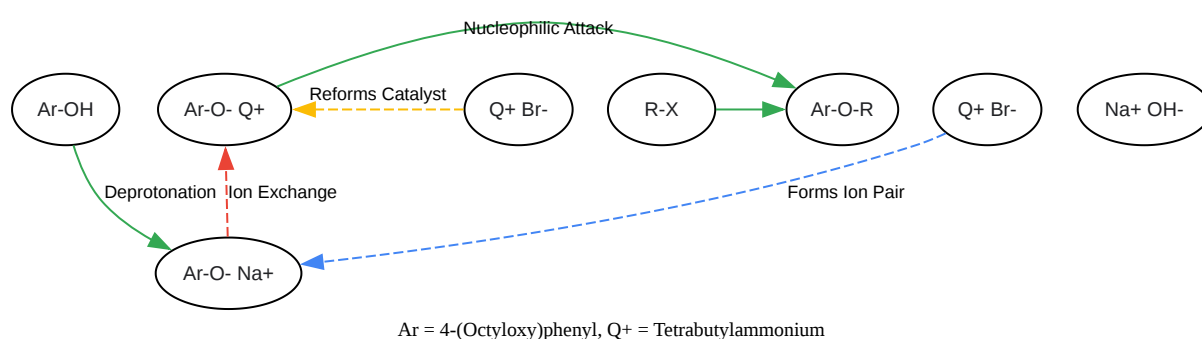 Nucleophilic Attack
Reforms Catalyst
Ar-OH
Ar-O- Q+
Q+ Br-
R-X
Ar-O-R
Q+ Br-
Na+ OH-
Deprotonation
Ion Exchange
Forms Ion Pair
Ar-O- Na+
Ar = 4-(Octyloxy)phenyl, Q+ = Tetrabutylammonium